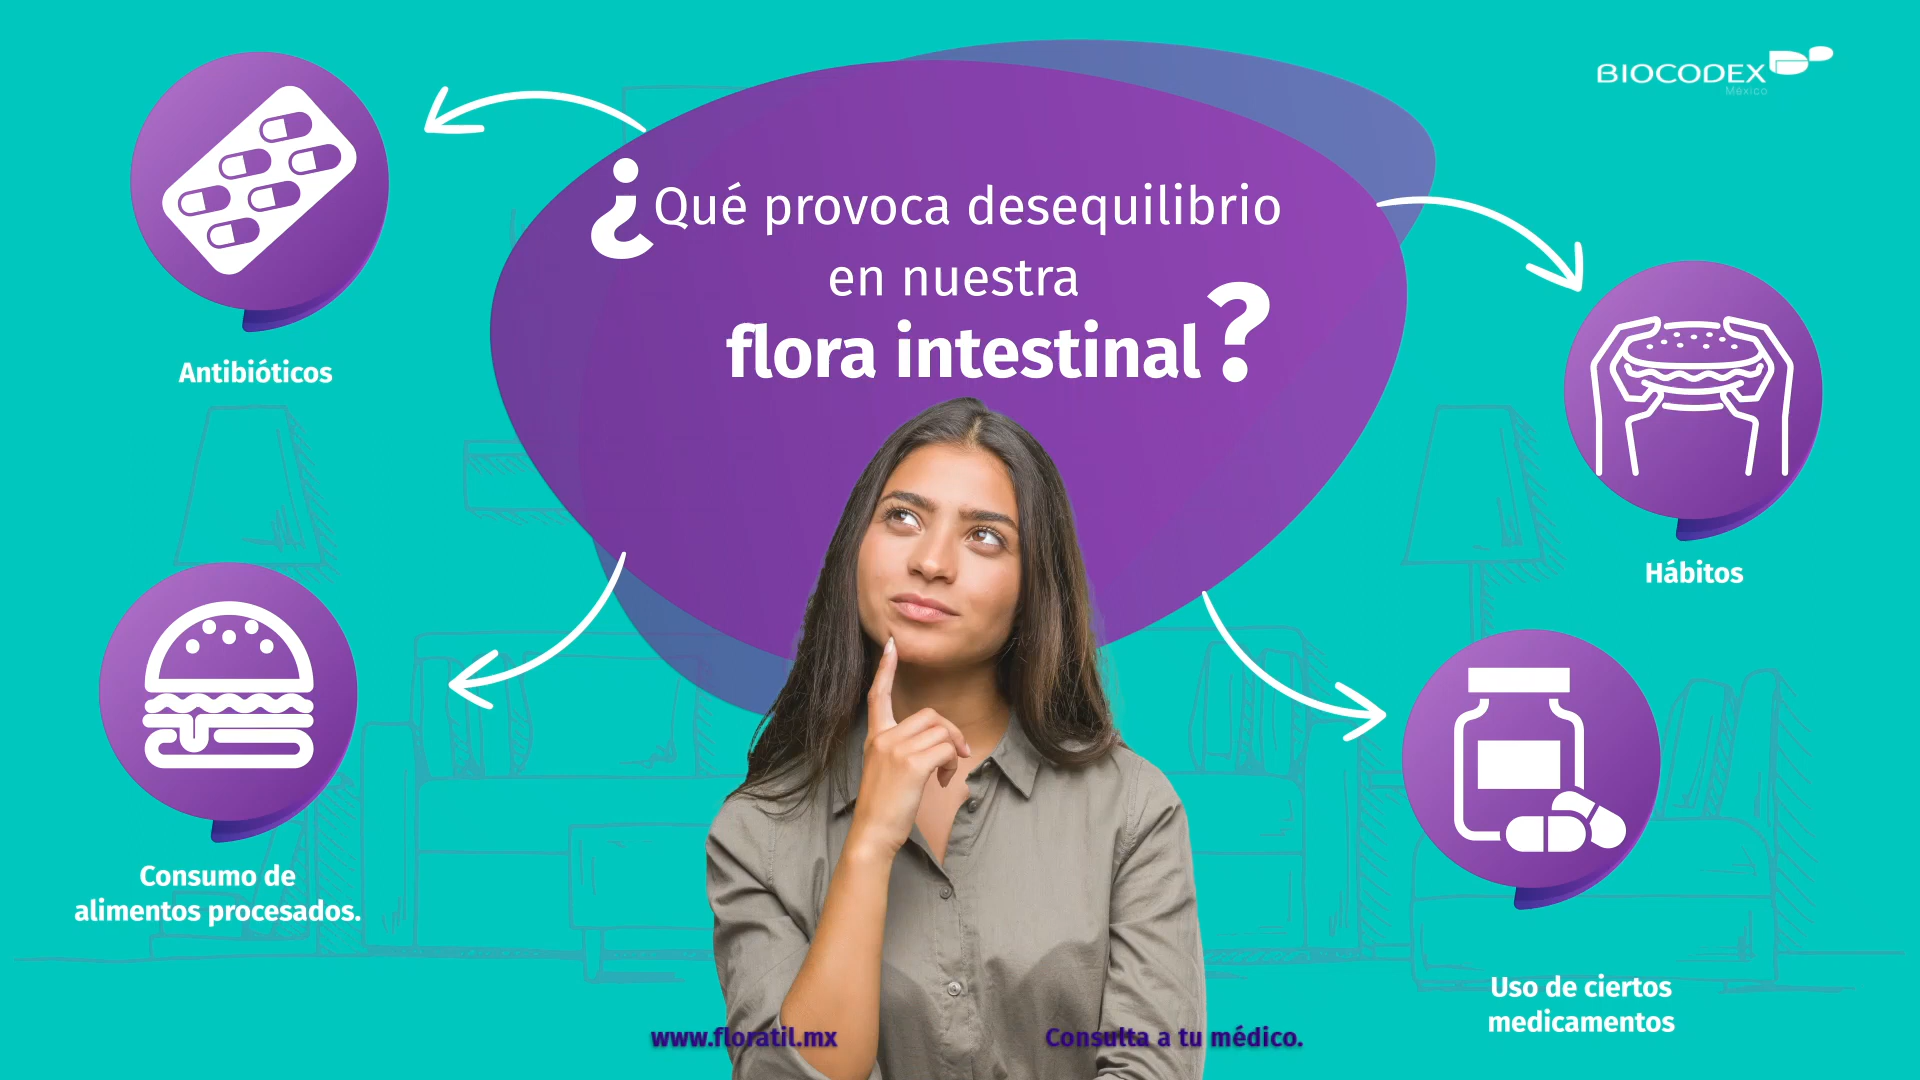 BIOCODEX
México
¿Qué provoca desequilibrio
en nuestra
flora intestinal?
Antibióticos
Hábitos
Consumo de
alimentos procesados.
Uso de ciertos
medicamentos
www.floratil.mx
Consulta a tu médico.